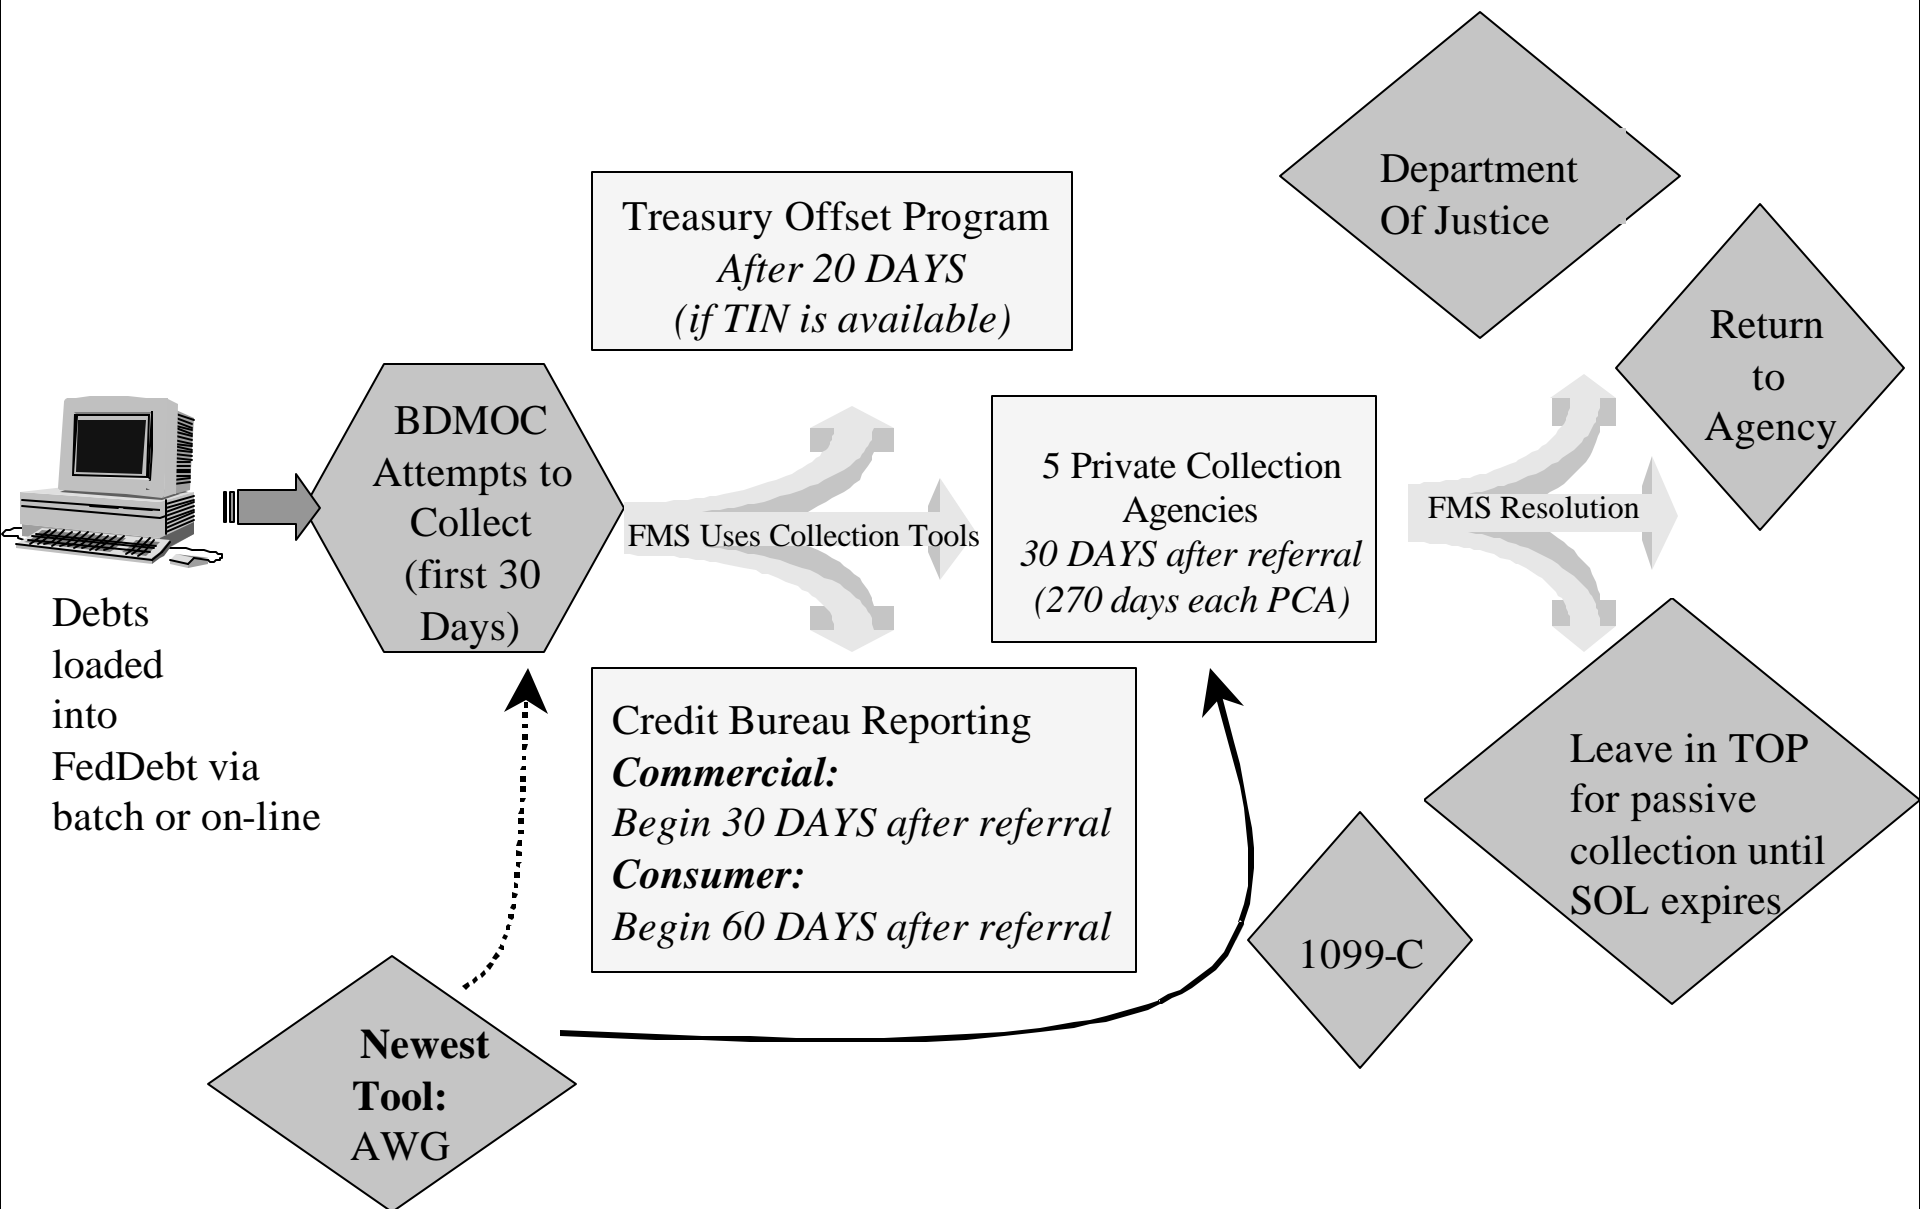 Debts
loaded
into
FedDebt via
batch or on-line
BDMOC
Attempts to
Collect
(first 30
Days)
Treasury Offset Program
After 20 DAYS
(if TIN is available)
FMS Uses Collection Tools
5 Private Collection
Agencies
30 DAYS after referral
(270 days each PCA)
Credit Bureau Reporting
Commercial:
Begin 30 DAYS after referral
Consumer:
Begin 60 DAYS after referral
Newest
Tool:
AWG
FMS Resolution
Department
Of Justice
Return
to
Agency
Leave in TOP
for passive
collection until
SOL expires
1099-C